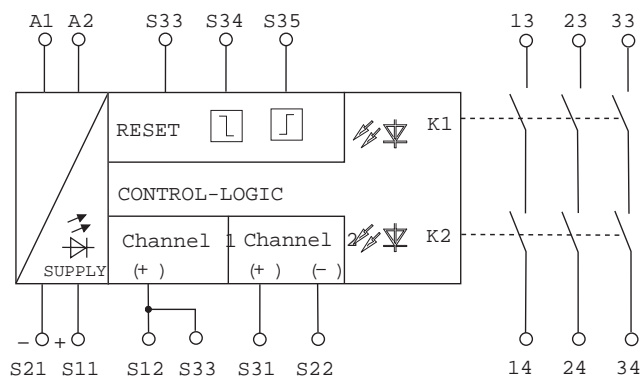 A1 A2 S33 S34 S35 13 23 33
RESET K1
CONTROL-LOGIC
Channel 1 Channel 2 K2
SUPPLY (+ ) (+ ) (- )
- + 
S21 S11 S12 S33 S31 S22 14 24 34